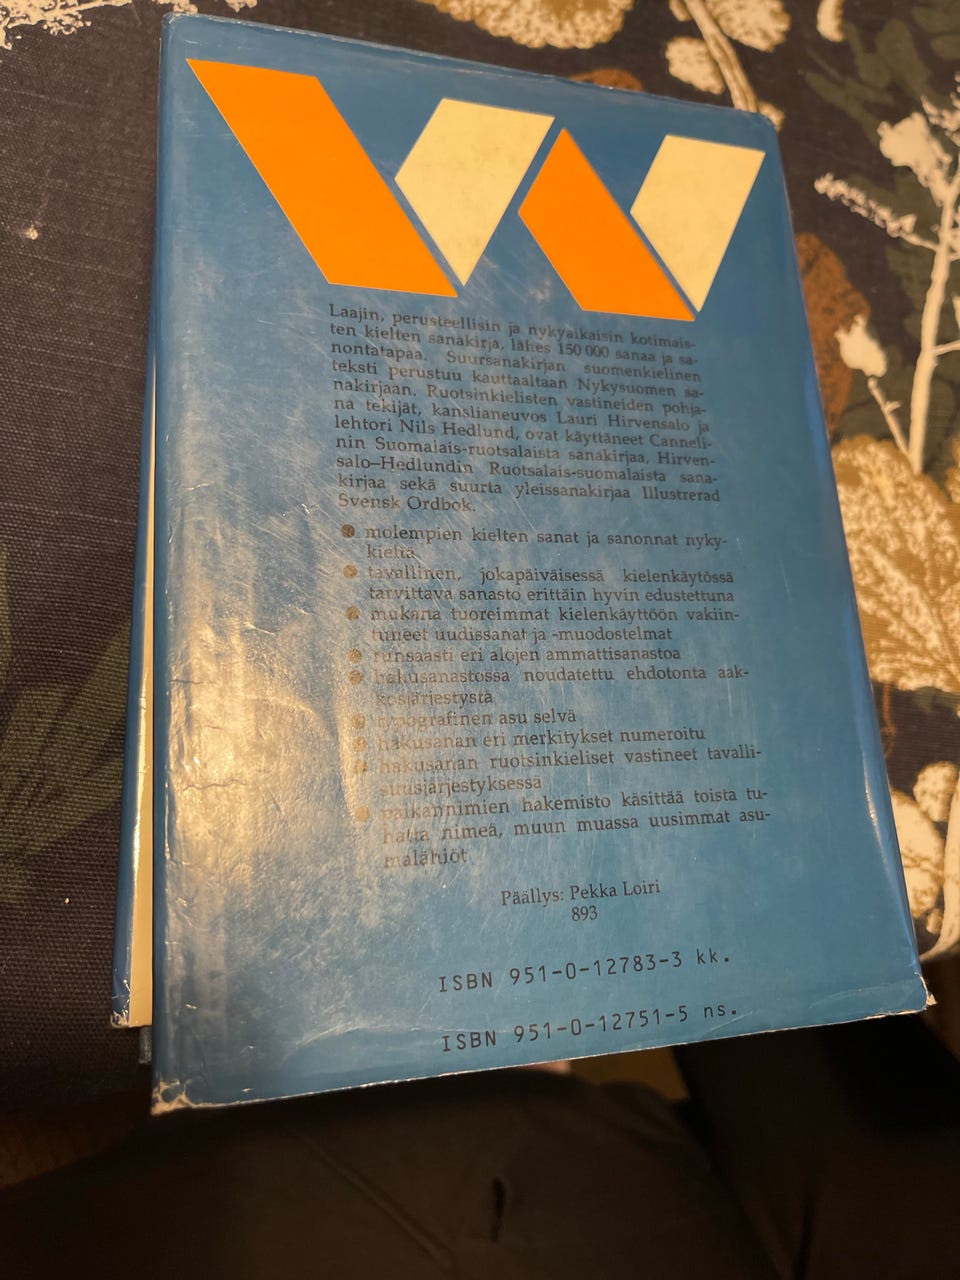 Laajin, perusteellisin ja nykyaikaisin kotimais-
ten kielten sanakirja, lähes 150 000 sanaa ja sa-
nontatapaa. Suursanakirjan suomenkielinen
teksti perustuu kauttaaltaan Nykysuomen sa-
nakirjaan. Ruotsinkielisten vastineiden pohja-
na tekijät, kanslianeuvos Lauri Hirvensalo ja
lehtori Nils Hedlund, ovat käyttäneet Canneli-
nin Suomalais-ruotsalaista sanakirjaa, Hirven-
salo–Hedlundin Ruotsalais-suomalaista sana-
kirjaa sekä suurta yleissanakirjaa Illustrerad
Svensk Ordbok.
● molempien kielten sanat ja sanonnat nyky-
kieltä
● tavallinen, jokapäiväisessä kielenkäytössä
tarvittava sanasto erittäin hyvin edustettuna
● mukana tuoreimmat kielenkäyttöön vakiin-
tuneet uudissanat ja -muodostelmat
● runsaasti eri alojen ammattisanastoa
● hakusanastossa noudatettu ehdotonta aak-
kosjärjestystä
● typografinen asu selvä
● hakusanan eri merkitykset numeroitu
● hakusanan ruotsinkieliset vastineet tavalli-
suusjärjestyksessä
● paikannimien hakemisto käsittää toista tu-
hatta nimeä, muun muassa uusimmat asu-
malähiöt
Päällys: Pekka Loiri
893
ISBN 951-0-12783-3 kk.
ISBN 951-0-12751-5 ns.